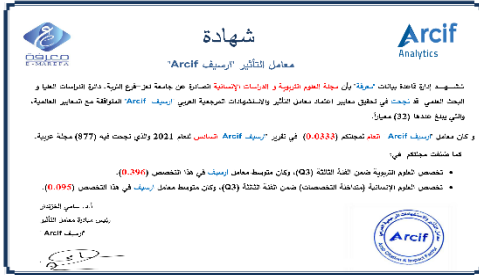 معرفة
E-MAREFA
شهادة
معامل التأثير "ارسيف Arcif"
Arcif
Analytics
تشهد إدارة قاعدة بيانات "معرفة" بأن مجلة العلوم التربوية و الدراسات الإنسانية الصادرة عن جامعة تعز-فرع التربة، دائرة الدراسات العليا و
البحث العلمي قد نجحت في تحقيق معايير اعتماد معامل التأثير والاستشهادات المرجعية العربي "ارسيف Arcif" المتوافقة مع المعايير العالمية،
والتي يبلغ عددها (32) معياراً.
و كان معامل "ارسيف Arcif" العام لمجلتكم (0.0333) في تقرير "ارسيف Arcif" السادس للعام 2021 والذي نجحت فيه (877) مجلة عربية.
كما صنفت مجلتكم في:
• تخصص العلوم التربوية ضمن الفئة الثالثة (Q3)، وكان متوسط معامل ارسيف في هذا التخصص (0.396).
• تخصص العلوم الإنسانية (متداخلة التخصصات) ضمن الفئة الثالثة (Q3)، وكان متوسط معامل ارسيف في هذا التخصص (0.095).
أ.د. سامي الخزندار
رئيس مبادرة معامل التأثير
"ارسيف Arcif"
Arcif